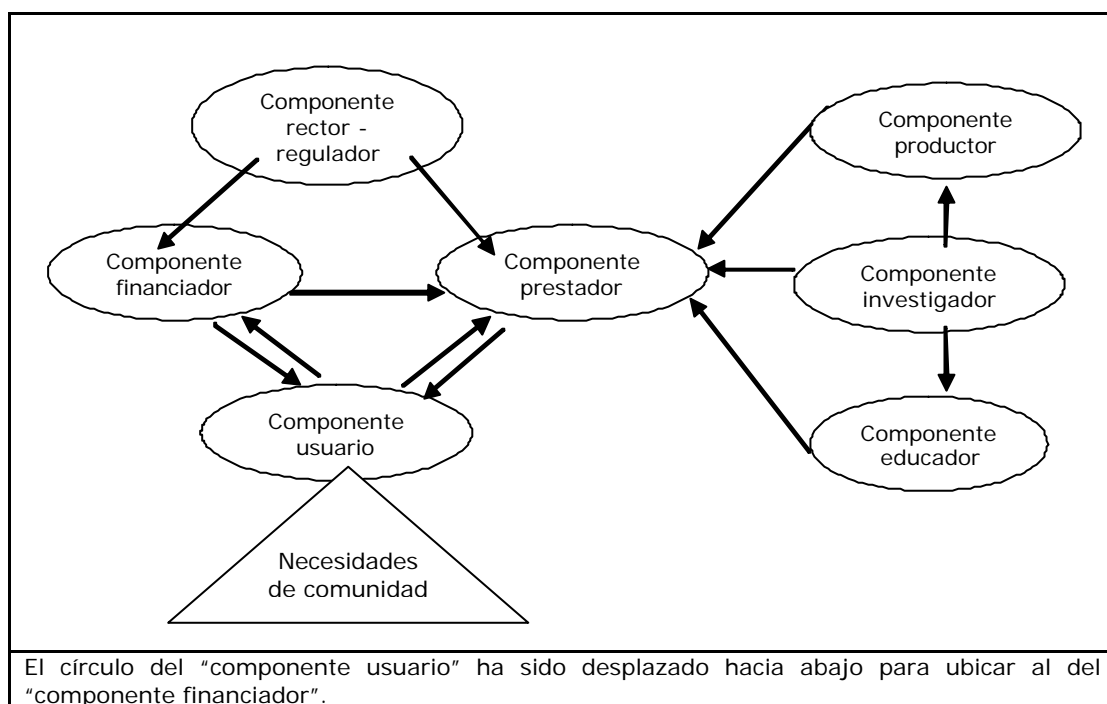 Componente
rector -
regulador
Componente
productor
Componente
financiador
Componente
prestador
Componente
investigador
Componente
usuario
Componente
educador
Necesidades
de comunidad
El círculo del “componente usuario” ha sido desplazado hacia abajo para ubicar al del
“componente financiador”.